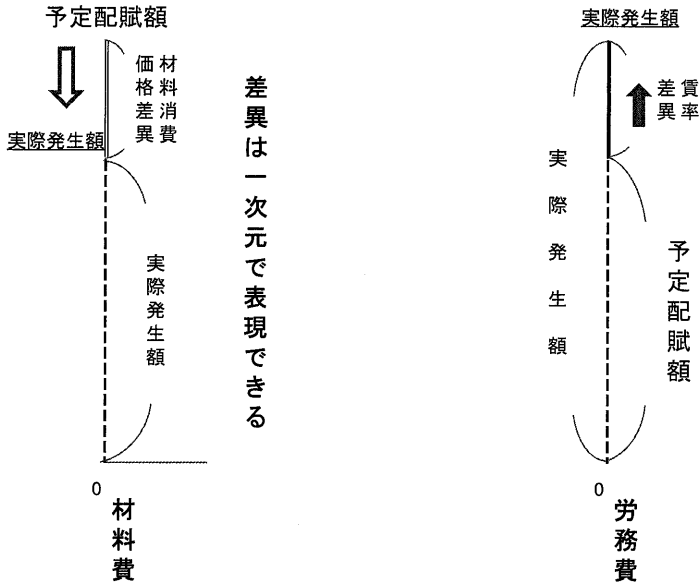 予定配賦額
材料消費
価格差異
実際発生額
実際発生額
0
材料費
差異は一次元で表現できる
実際発生額
賃率
差異
実際発生額
予定配賦額
0
労務費